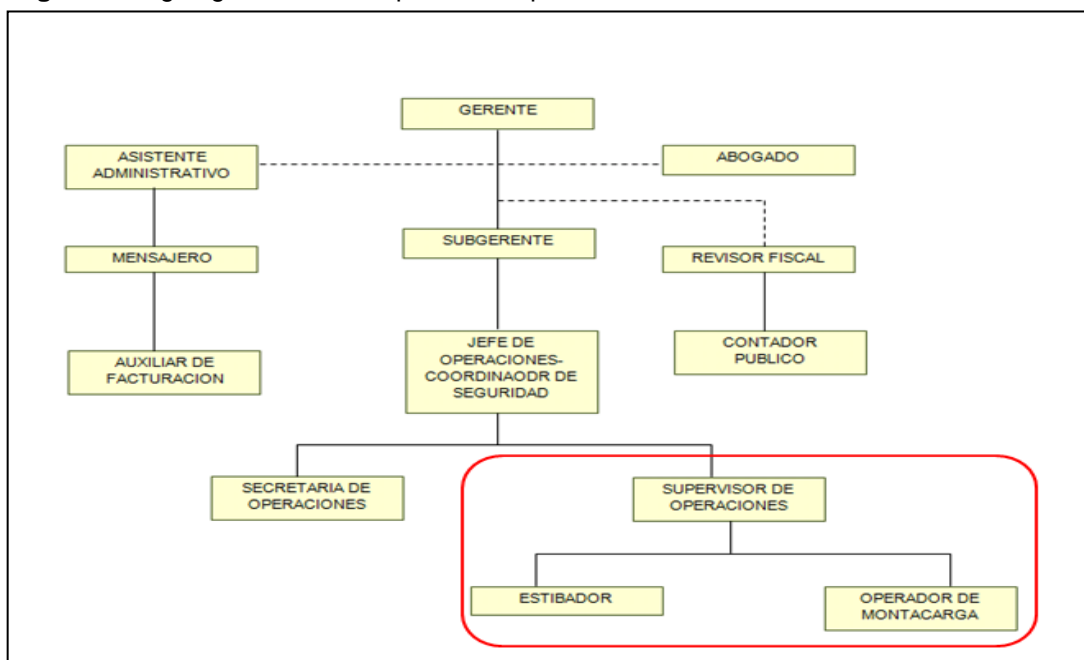 GERENTE
ASISTENTE
ADMINISTRATIVO
ABOGADO
SUBGERENTE
MENSAJERO
REVISOR FISCAL
JEFE DE
OPERACIONES-
COORDINAODR DE
SEGURIDAD
CONTADOR
PUBLICO
AUXILIAR DE
FACTURACION
SECRETARIA DE
OPERACIONES
SUPERVISOR DE
OPERACIONES
ESTIBADOR
OPERADOR DE
MONTACARGA